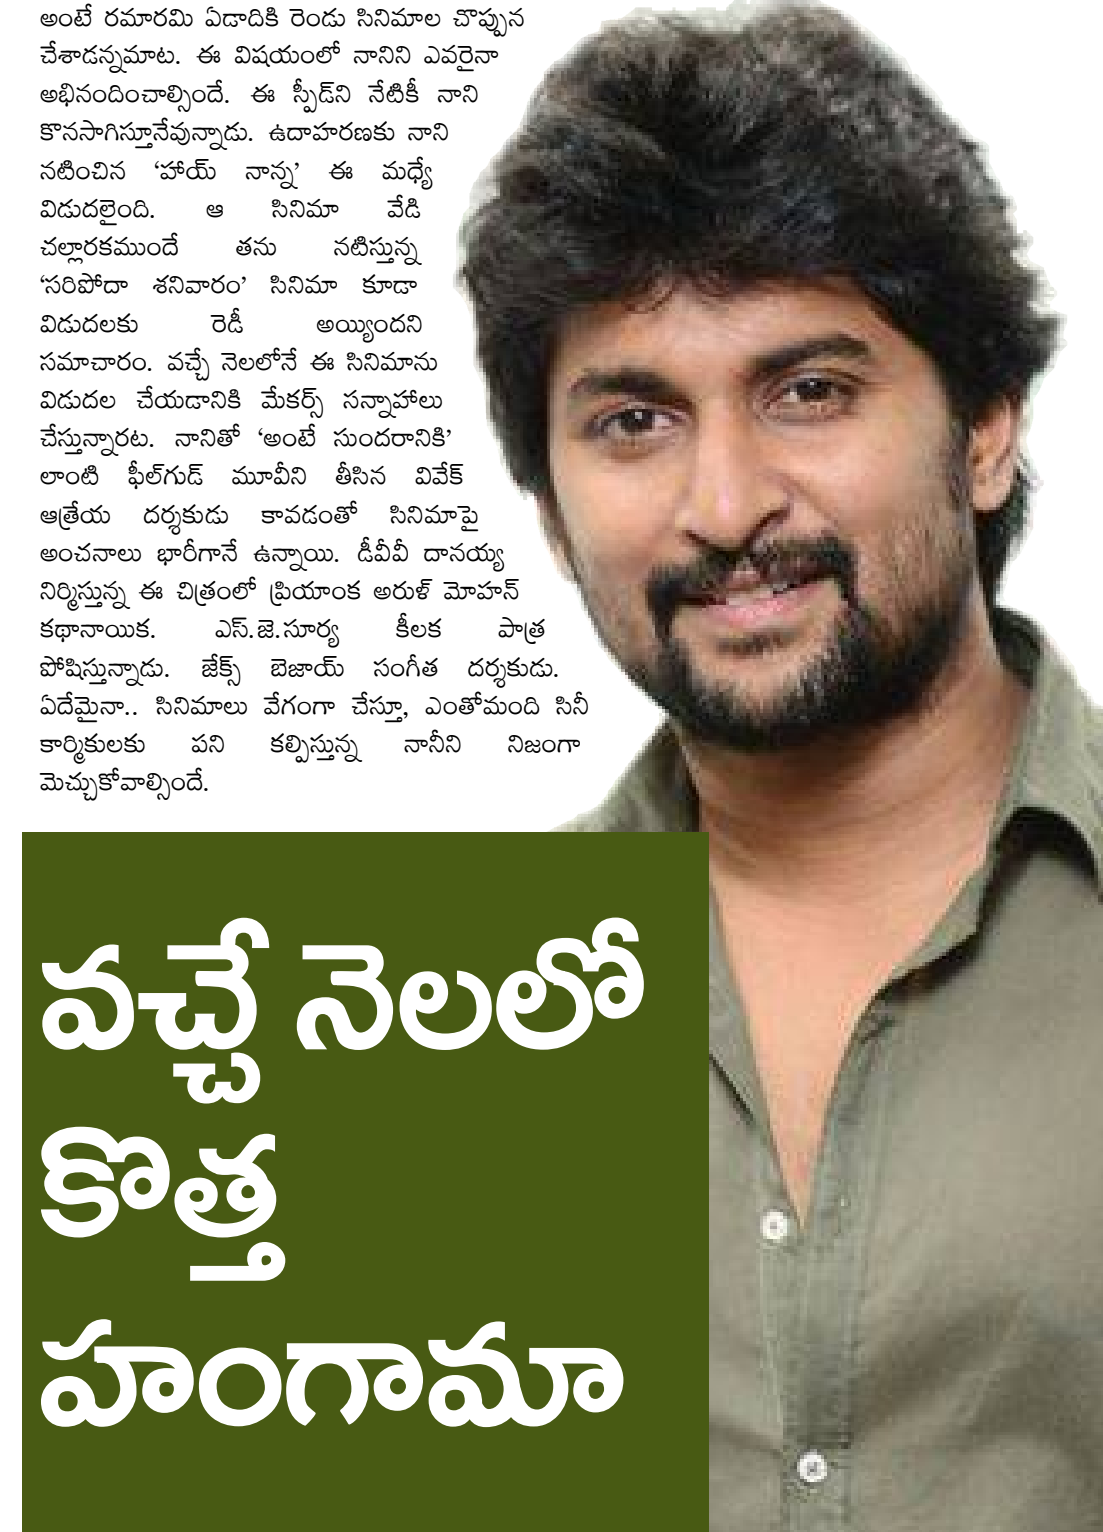 అంటే రమారమి ఏడాదికి రెండు సినిమాల చొప్పున
చేశాడన్నమాట. ఈ విషయంలో నానిని ఎవరైనా
అభినందించాల్సిందే. ఈ స్పీడ్‌ని నేటికీ నాని
కొనసాగిస్తూనేవున్నాడు. ఉదాహరణకు నాని
నటించిన ‘హాయ్ నాన్న’ ఈ మధ్యే
విడుదలైంది. ఆ సినిమా వేడి
చల్లారకముందే తను నటిస్తున్న
‘సరిపోదా శనివారం’ సినిమా కూడా
విడుదలకు రెడీ అయ్యిందని
సమాచారం. వచ్చే నెలలోనే ఈ సినిమాను
విడుదల చేయడానికి మేకర్స్ సన్నాహాలు
చేస్తున్నారట. నానితో ‘అంటే సుందరానికి’
లాంటి ఫీల్‌గుడ్ మూవీని తీసిన వివేక్
ఆత్రేయ దర్శకుడు కావడంతో సినిమాపై
అంచనాలు భారీగానే ఉన్నాయి. డీవీవీ దానయ్య
నిర్మిస్తున్న ఈ చిత్రంలో ప్రియాంక అరుళ్ మోహన్
కథానాయిక. ఎస్.జె.సూర్య కీలక పాత్ర
పోషిస్తున్నాడు. జేక్స్ బెజాయ్ సంగీత దర్శకుడు.
ఏదేమైనా.. సినిమాలు వేగంగా చేస్తూ, ఎంతోమంది సినీ
కార్మికులకు పని కల్పిస్తున్న నానీని నిజంగా
మెచ్చుకోవాల్సిందే.
వచ్చే నెలలో
కొత్త
హంగామా